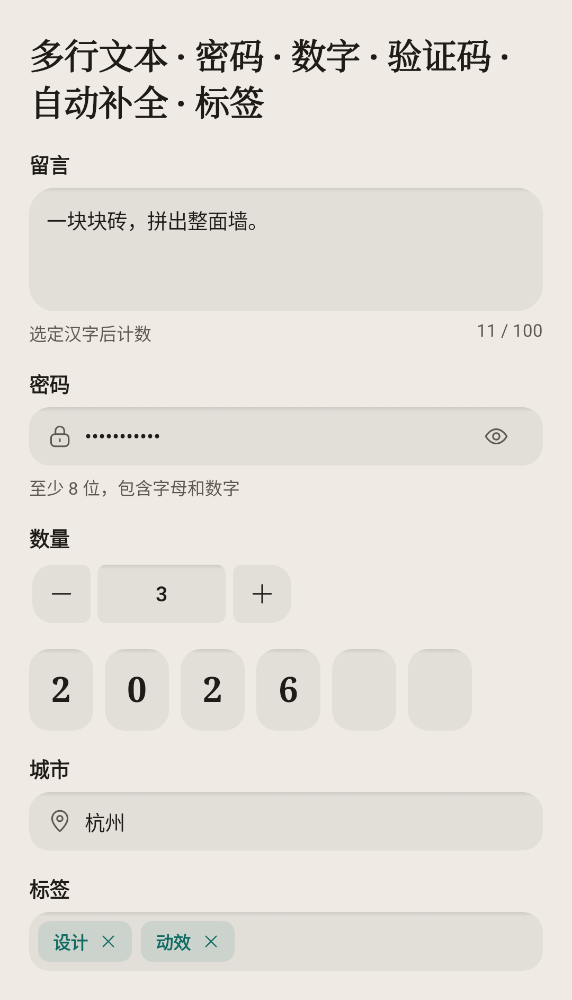 多行文本 · 密码 · 数字 · 验证码 ·
自动补全 · 标签
留言
一块块砖，拼出整面墙。
选定汉字后计数
11 / 100
密码
•••••••••••
至少 8 位，包含字母和数字
数量
3
2 0 2 6
城市
杭州
标签
设计 动效